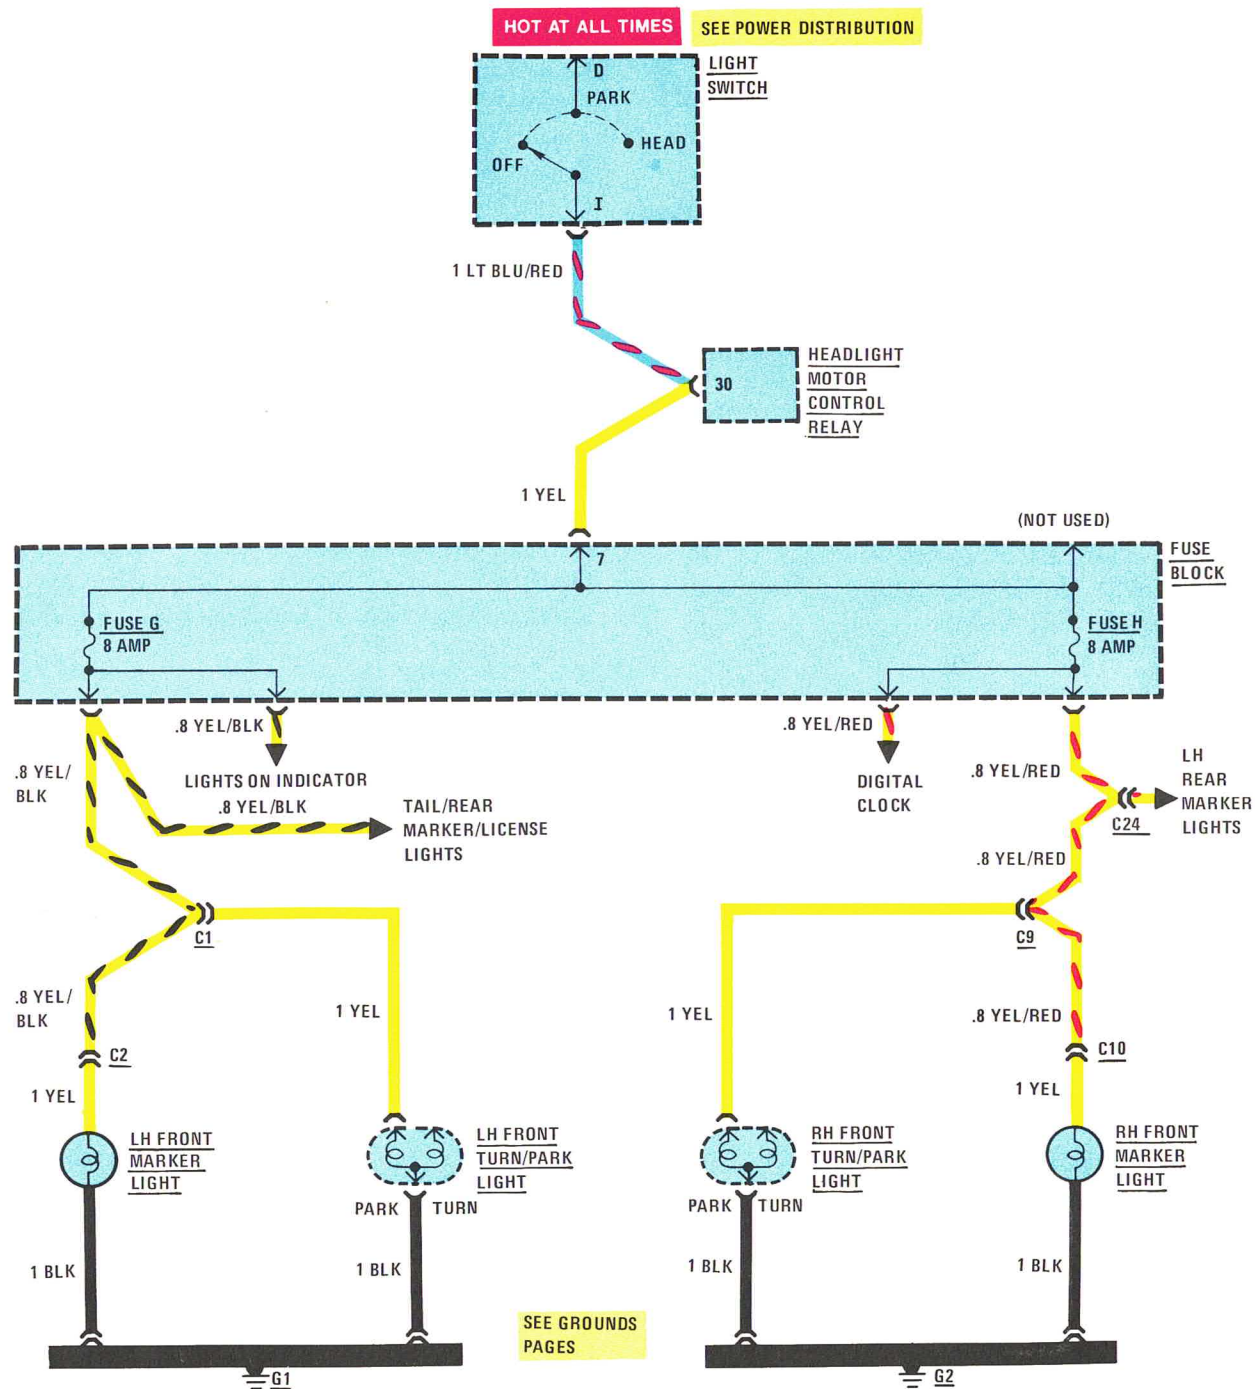 HOT AT ALL TIMES
SEE POWER DISTRIBUTION
LIGHT
SWITCH
D
PARK
HEAD
OFF
I
1 LT BLU/RED
30
HEADLIGHT
MOTOR
CONTROL
RELAY
1 YEL
(NOT USED)
7
FUSE
BLOCK
FUSE G
8 AMP
FUSE H
8 AMP
.8 YEL/
BLK
.8 YEL/BLK
LIGHTS ON INDICATOR
.8 YEL/BLK
TAIL/REAR
MARKER/LICENSE
LIGHTS
.8 YEL/RED
DIGITAL
CLOCK
.8 YEL/RED
LH
REAR
MARKER
LIGHTS
C24
.8 YEL/RED
C1
C9
.8 YEL/
BLK
1 YEL
1 YEL
.8 YEL/RED
C2
C10
1 YEL
1 YEL
LH FRONT
MARKER
LIGHT
LH FRONT
TURN/PARK
LIGHT
PARK
TURN
RH FRONT
TURN/PARK
LIGHT
PARK
TURN
RH FRONT
MARKER
LIGHT
1 BLK
1 BLK
1 BLK
1 BLK
SEE GROUNDS
PAGES
G1
G2